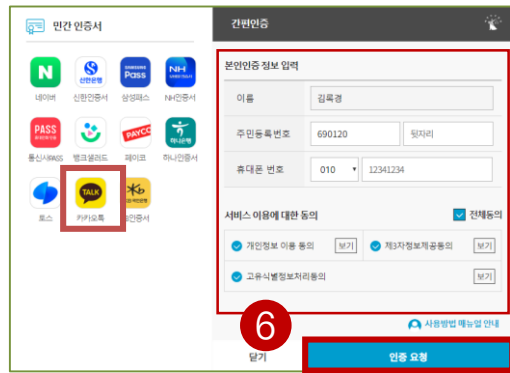 민간 인증서
N
신한은행
SAMSUNG
Pass
NH
네이버
신한인증서
삼성패스
NH인증서
PASS
PAYCO
하나은행
통신사PASS
뱅크샐러드
페이코
하나인증서
TALK
토스
카카오톡
인증서
간편인증
본인인증 정보 입력
이름
김록경
주민등록번호
690120
뒷자리
휴대폰 번호
010
12341234
서비스 이용에 대한 동의
전체동의
개인정보 이용 동의
보기
제3자정보제공동의
보기
고유식별정보처리동의
보기
6
사용방법 메뉴얼 안내
닫기
인증 요청